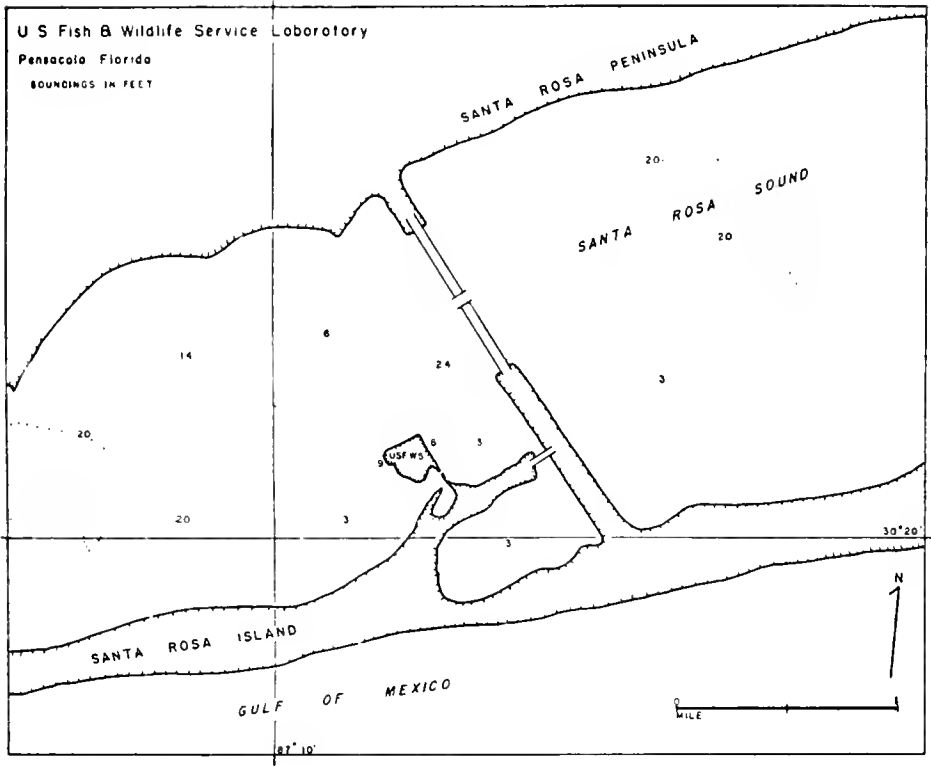 U S Fish & Wildlife Service Laborotory
Pensacola Florida
SOUNDINGS IN FEET
SANTA ROSA PENINSULA
20
SANTA ROSA SOUND
20
6
14
24
3
20
6
3
USFWS
9
20
3
3
30°20'
N
SANTA ROSA ISLAND
GULF OF MEXICO
0
MILE
87°10'